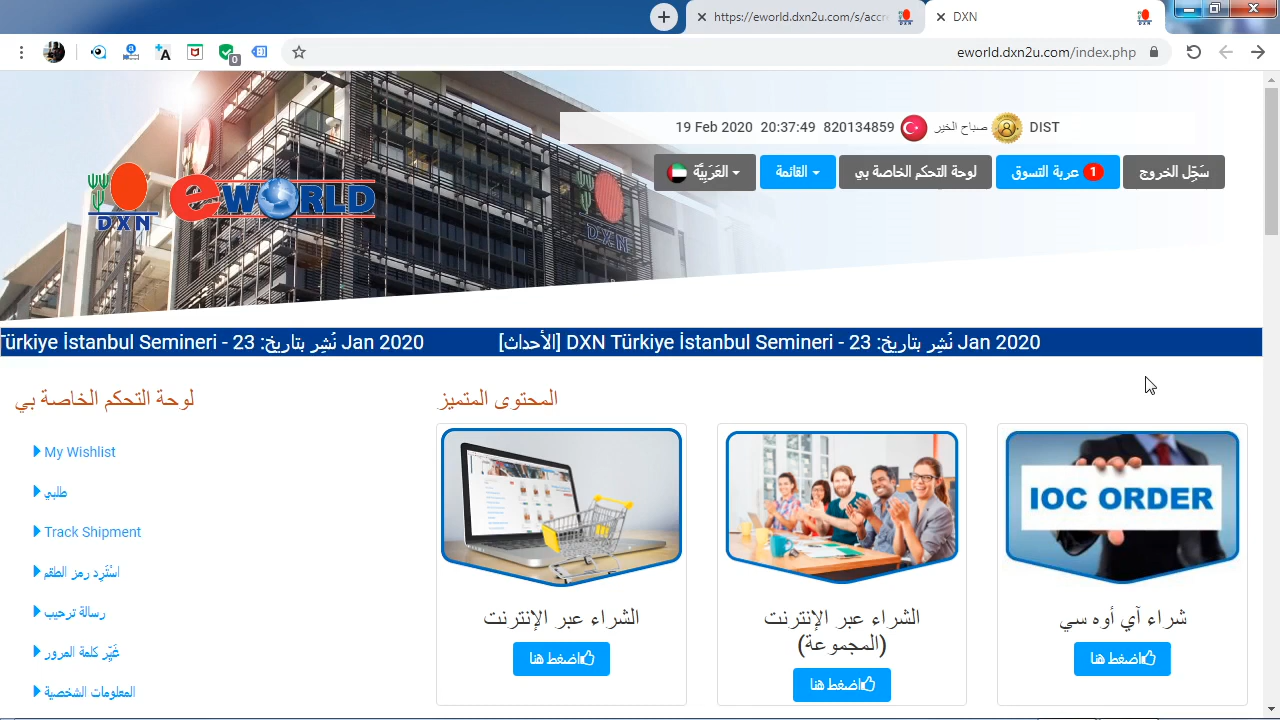 https://eworld.dxn2u.com/s/accr
DXN
eworld.dxn2u.com/index.php
0
19 Feb 2020 20:37:49 820134859 صباح الخير DIST
العَرَبِيَّة
القائمة
لوحة التحكم الخاصة بي
عربة التسوق 1
سَجِّل الخروج
DXN
eWORLD
DXN
Türkiye İstanbul Semineri - 23 نُشِر بتاريخ: Jan 2020
[الأحداث] DXN Türkiye İstanbul Semineri - 23 نُشِر بتاريخ: Jan 2020
لوحة التحكم الخاصة بي
My Wishlist
طلبي
Track Shipment
اسْتَرِد رمز الطقم
رسالة ترحيب
غَيِّر كلمة المرور
المعلومات الشخصية
المحتوى المتميز
الشراء عبر الإنترنت
اضغط هنا
الشراء عبر الإنترنت
(المجموعة)
اضغط هنا
IOC ORDER
شراء آي أوه سي
اضغط هنا